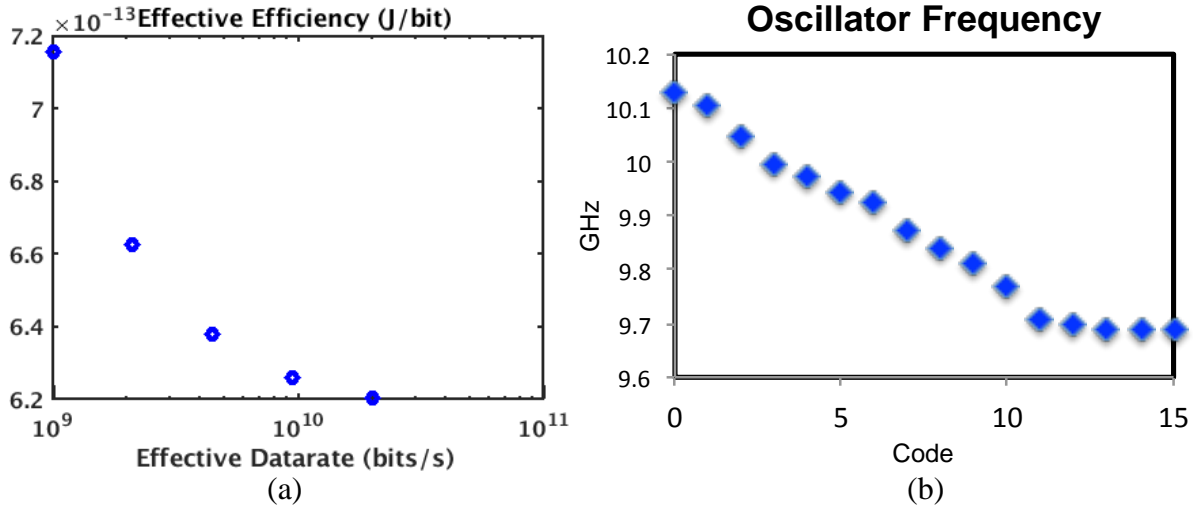 ×10⁻¹³ Effective Efficiency (J/bit)
7.2
7
6.8
6.6
6.4
6.2
10⁹ 10¹⁰ 10¹¹
Effective Datarate (bits/s)
(a)
Oscillator Frequency
10.2
10.1
10
9.9
9.8
9.7
9.6
GHz
0 5 10 15
Code
(b)